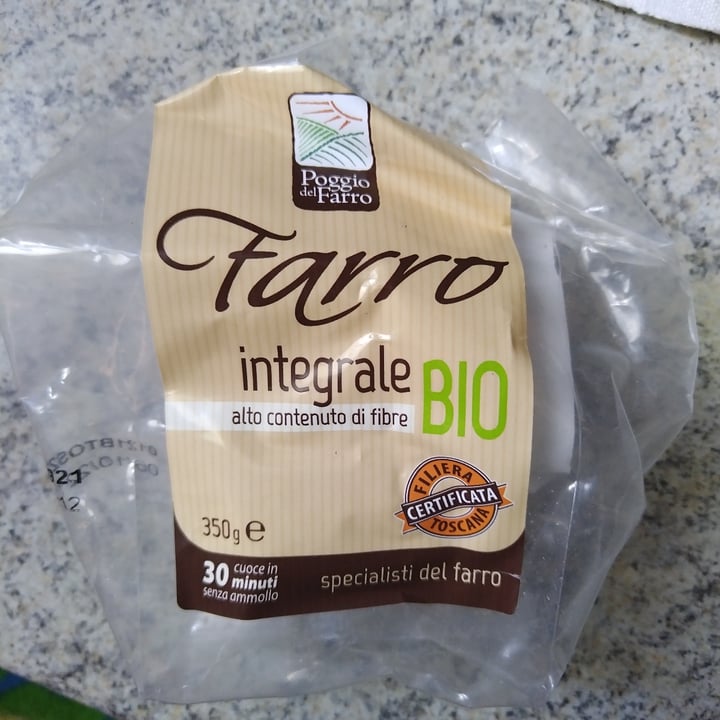 Poggio
del Farro
Farro
integrale
BIO
alto contenuto di fibre
FILIERA
CERTIFICATA
TOSCANA
350g e
30 cuoce in
minuti
senza ammollo
specialisti del farro